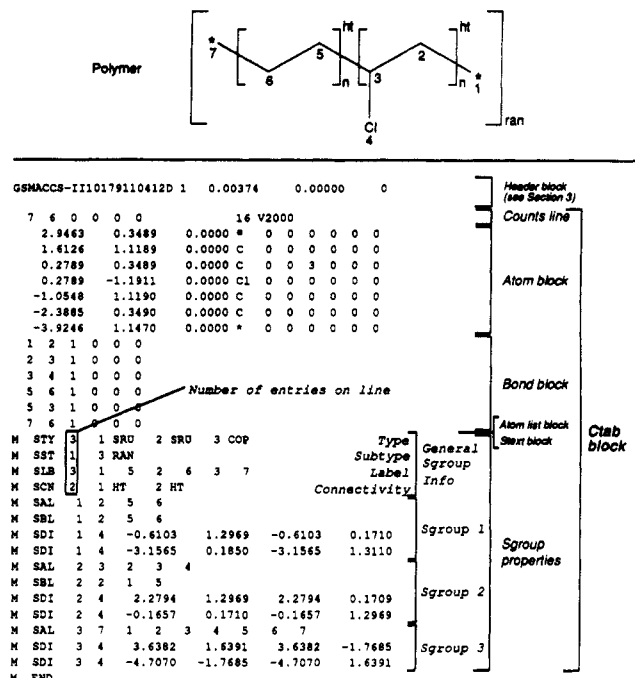 Polymer
*
7
6
5
ht
n
3
Cl
4
2
ht
n
*
1
ran
GSMACCS-II10179110412D 1 0.00374 0.00000 0
Header block
(see Section 3)
7 6 0 0 0 16 V2000
Counts line
2.9463 0.3489 0.0000 * 0 0 0 0 0
1.6126 1.1189 0.0000 C 0 0 0 0 0
0.2789 0.3489 0.0000 C 0 0 3 0 0
0.2789 -1.1911 0.0000 Cl 0 0 0 0 0
-1.0548 1.1190 0.0000 C 0 0 0 0 0
-2.3885 0.3490 0.0000 C 0 0 0 0 0
-3.9246 1.1470 0.0000 * 0 0 0 0 0
Atom block
1 2 1 0 0 0
2 3 1 0 0 0
3 4 1 0 0 0
5 6 1 0 0 0
5 3 1 0 0 0
7 6 1 0 0 0
Number of entries on line
Bond block
Atom list block
Stext block
Ctab
block
M STY 3 1 SRU 2 SRU 3 COP Type
M SST 1 3 RAN Subtype
M SLB 3 1 5 2 6 3 7 Label
M SCN 2 1 HT 2 HT Connectivity
General
Sgroup
Info
M SAL 1 2 5 6
M SBL 1 2 5 6
M SDI 1 4 -0.6103 1.2969 -0.6103 0.1710
M SDI 1 4 -3.1565 0.1850 -3.1565 1.3110
Sgroup 1
Sgroup
properties
M SAL 2 3 2 3 4
M SBL 2 2 1 5
M SDI 2 4 2.2794 1.2969 2.2794 0.1709
M SDI 2 4 -0.1657 0.1710 -0.1657 1.2969
Sgroup 2
M SAL 3 7 1 2 3 4 5 6 7
M SDI 3 4 3.6382 1.6391 3.6382 -1.7685
M SDI 3 4 -4.7070 -1.7685 -4.7070 1.6391
Sgroup 3
M END